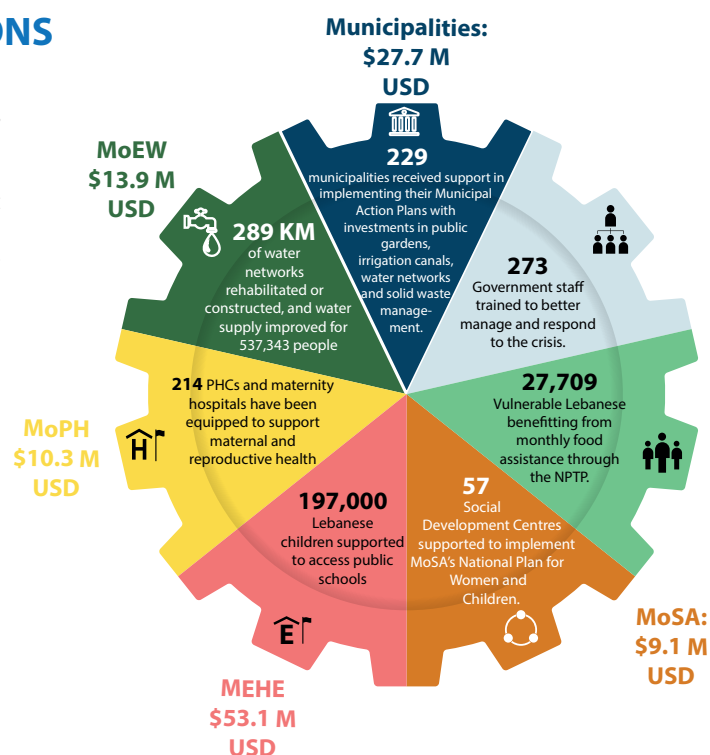 ONS
Municipalities:
$27.7 M
USD
229
municipalities received support in
implementing their Municipal
Action Plans with
investments in public
gardens,
irrigation canals,
water networks
and solid waste
manage-
ment.
273
Government staff
trained to better
manage and respond
to the crisis.
27,709
Vulnerable Lebanese
benefitting from
monthly food
assistance through
the NPTP.
MoSA:
$9.1 M
USD
57
Social
Development Centres
supported to implement
MoSA's National Plan for
Women and
Children.
MEHE
$53.1 M
USD
197,000
Lebanese
children supported
to access public
schools
E
MoPH
$10.3 M
USD
H
214 PHCs and maternity
hospitals have been
equipped to support
maternal and
reproductive health
MoEW
$13.9 M
USD
289 KM
of water
networks
rehabilitated or
constructed, and water
supply improved for
537,343 people